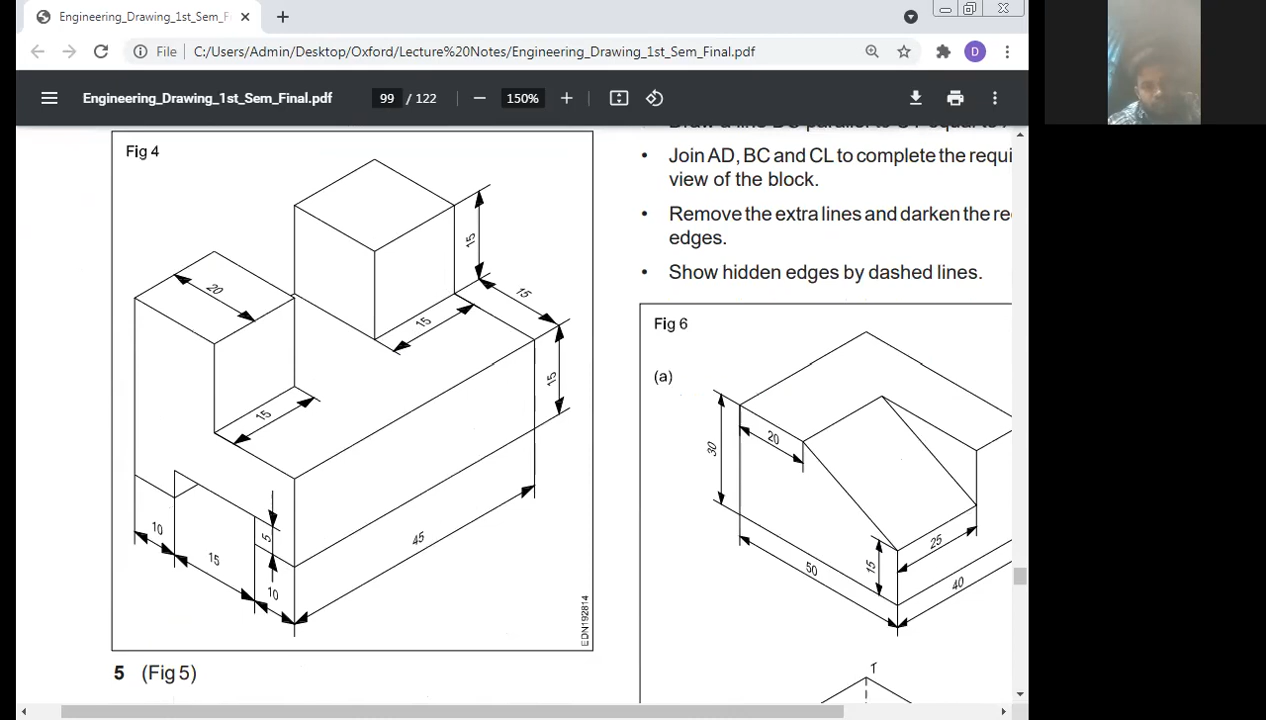 Engineering_Drawing_1st_Sem_F
File C:/Users/Admin/Desktop/Oxford/Lecture%20Notes/Engineering_Drawing_1st_Sem_Final.pdf
D
Engineering_Drawing_1st_Sem_Final.pdf
99 / 122
150%
Fig 4
15
15
20
15
15
15
10
5
15
45
10
EDN192814
5 (Fig 5)
• Join AD, BC and CL to complete the requi
view of the block.
• Remove the extra lines and darken the re
edges.
• Show hidden edges by dashed lines.
Fig 6
(a)
20
30
25
15
50
40
T